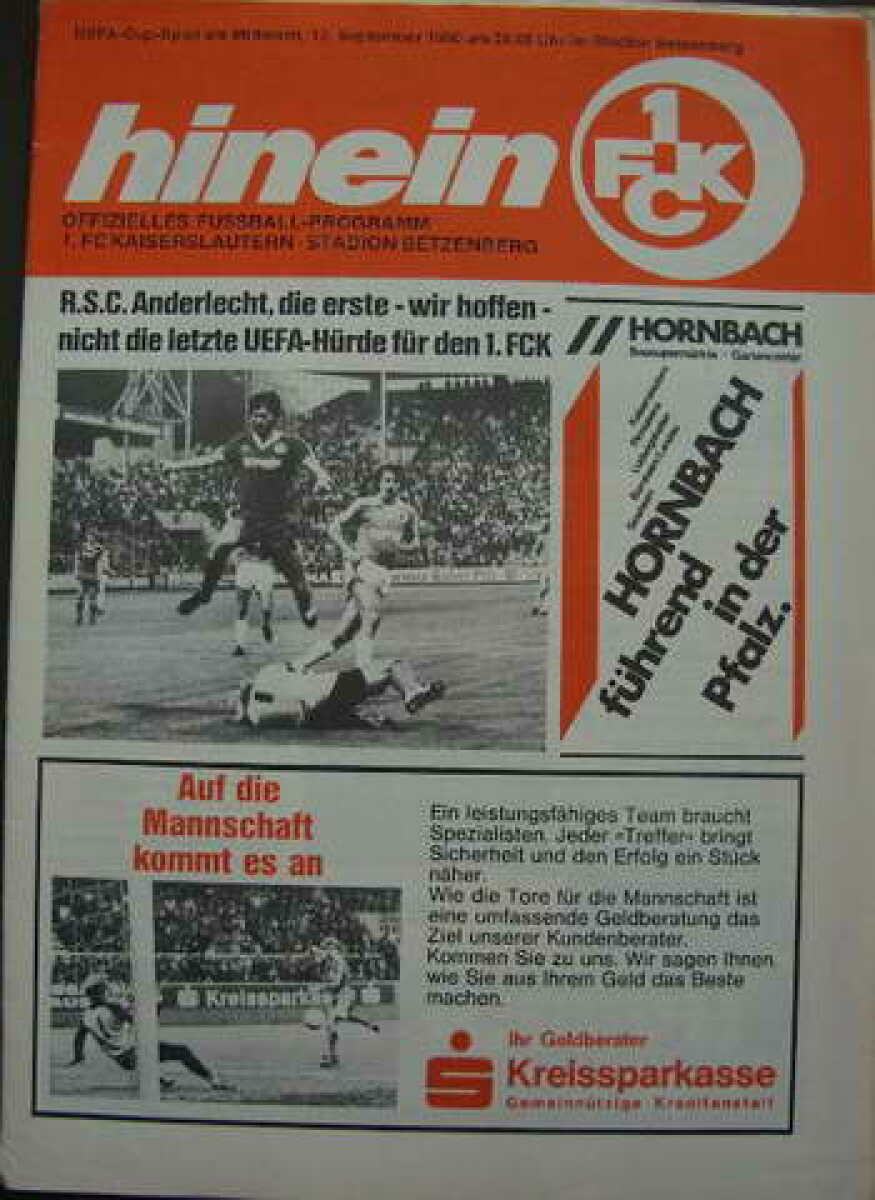 UEFA-Cup-Spiel am Mittwoch, 17. September 1980 um 20.00 Uhr im Stadion Betzenberg
hinein
1
FCK
OFFIZIELLES FUSSBALL-PROGRAMM
1. FC KAISERSLAUTERN · STADION BETZENBERG
R.S.C. Anderlecht, die erste - wir hoffen -
nicht die letzte UEFA-Hürde für den 1. FCK
HORNBACH
HORNBACH
führend
in der
Pfalz.
Auf die
Mannschaft
kommt es an
Kreissparkasse
Ein leistungsfähiges Team braucht
Spezialisten. Jeder »Treffer« bringt
Sicherheit und den Erfolg ein Stück
näher.
Wie die Tore für die Mannschaft ist
eine umfassende Geldberatung das
Ziel unserer Kundenberater.
Kommen Sie zu uns. Wir sagen Ihnen
wie Sie aus Ihrem Geld das Beste
machen.
Ihr Geldberater
Kreissparkasse
Gemeinnützige Kreditanstalt